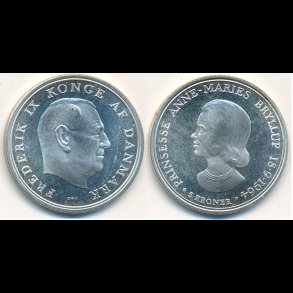 FREDERIK IX KONGE AF DANMARK
PRINSESSE ANNE-MARIES BRYLLUP 18·9·1964
5 KRONER